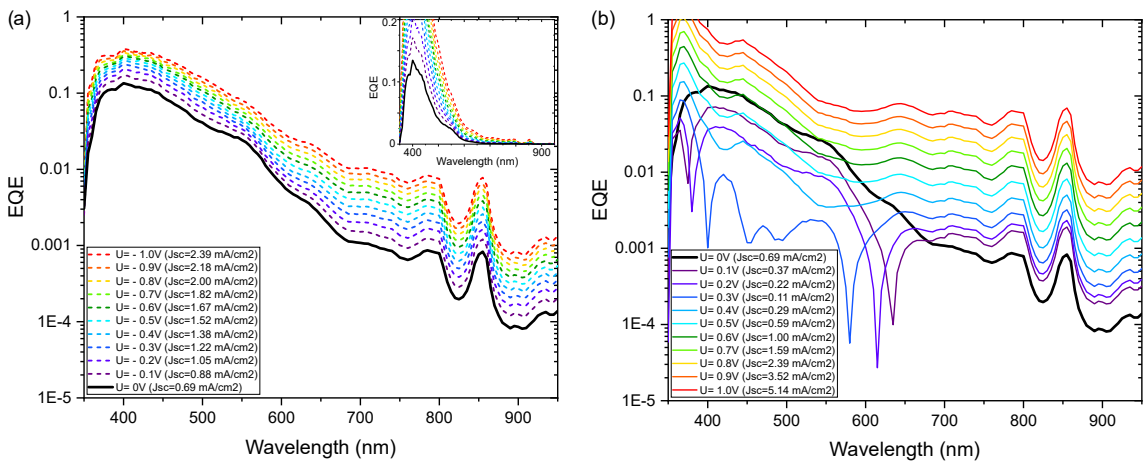 (a)
1
0.1
0.01
0.001
1E-4
1E-5
EQE
400 500 600 700 800 900
Wavelength (nm)
0.2
0.1
0
EQE
400 650 900
Wavelength (nm)
U= - 1.0V (Jsc=2.39 mA/cm2)
U= - 0.9V (Jsc=2.18 mA/cm2)
U= - 0.8V (Jsc=2.00 mA/cm2)
U= - 0.7V (Jsc=1.82 mA/cm2)
U= - 0.6V (Jsc=1.67 mA/cm2)
U= - 0.5V (Jsc=1.52 mA/cm2)
U= - 0.4V (Jsc=1.38 mA/cm2)
U= - 0.3V (Jsc=1.22 mA/cm2)
U= - 0.2V (Jsc=1.05 mA/cm2)
U= - 0.1V (Jsc=0.88 mA/cm2)
U= 0V (Jsc=0.69 mA/cm2)
(b)
1
0.1
0.01
0.001
1E-4
1E-5
EQE
400 500 600 700 800 900
Wavelength (nm)
U= 0V (Jsc=0.69 mA/cm2)
U= 0.1V (Jsc=0.37 mA/cm2)
U= 0.2V (Jsc=0.22 mA/cm2)
U= 0.3V (Jsc=0.11 mA/cm2)
U= 0.4V (Jsc=0.29 mA/cm2)
U= 0.5V (Jsc=0.59 mA/cm2)
U= 0.6V (Jsc=1.00 mA/cm2)
U= 0.7V (Jsc=1.59 mA/cm2)
U= 0.8V (Jsc=2.39 mA/cm2)
U= 0.9V (Jsc=3.52 mA/cm2)
U= 1.0V (Jsc=5.14 mA/cm2)